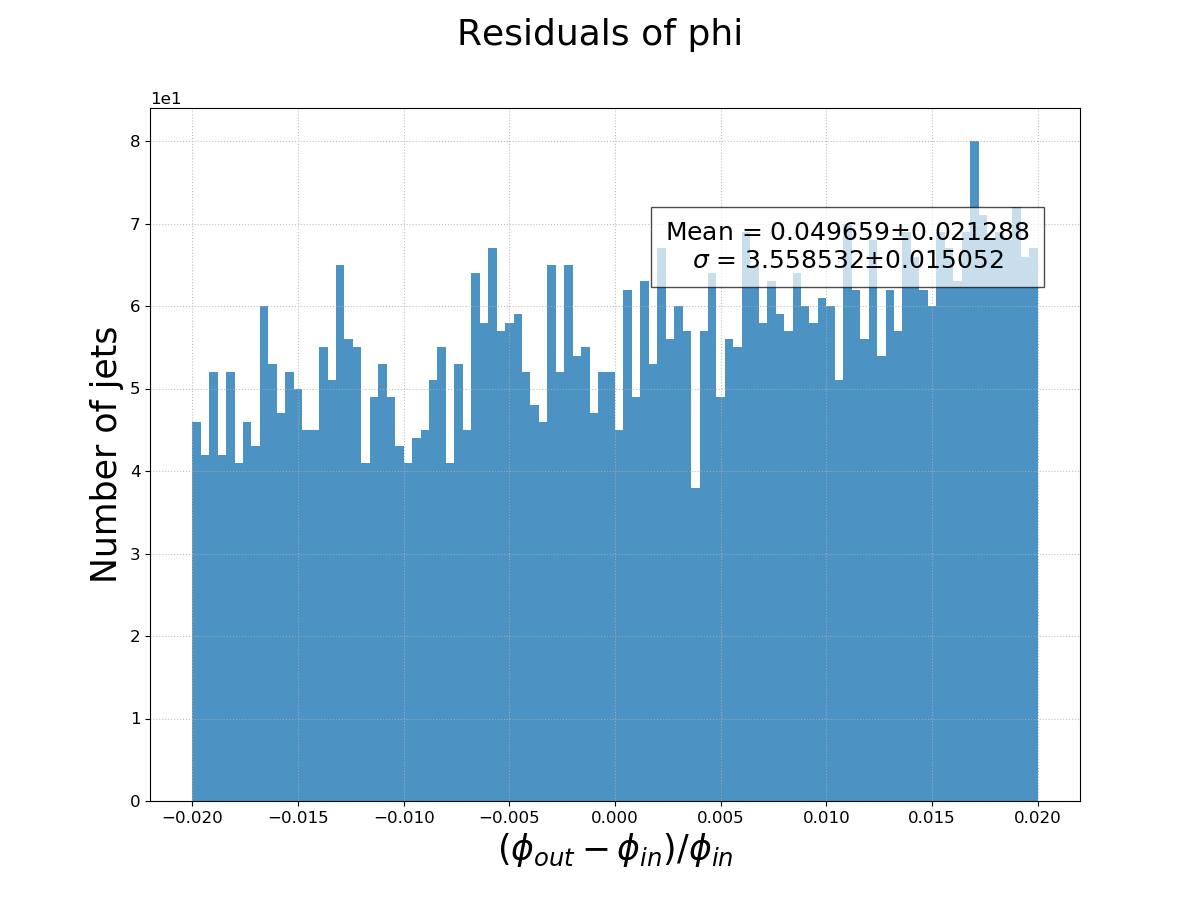 Residuals of phi
1e1
8
7
6
5
4
3
2
1
0
Number of jets
Mean = 0.049659±0.021288
σ = 3.558532±0.015052
−0.020 −0.015 −0.010 −0.005 0.000 0.005 0.010 0.015 0.020
(ϕout − ϕin)/ϕin